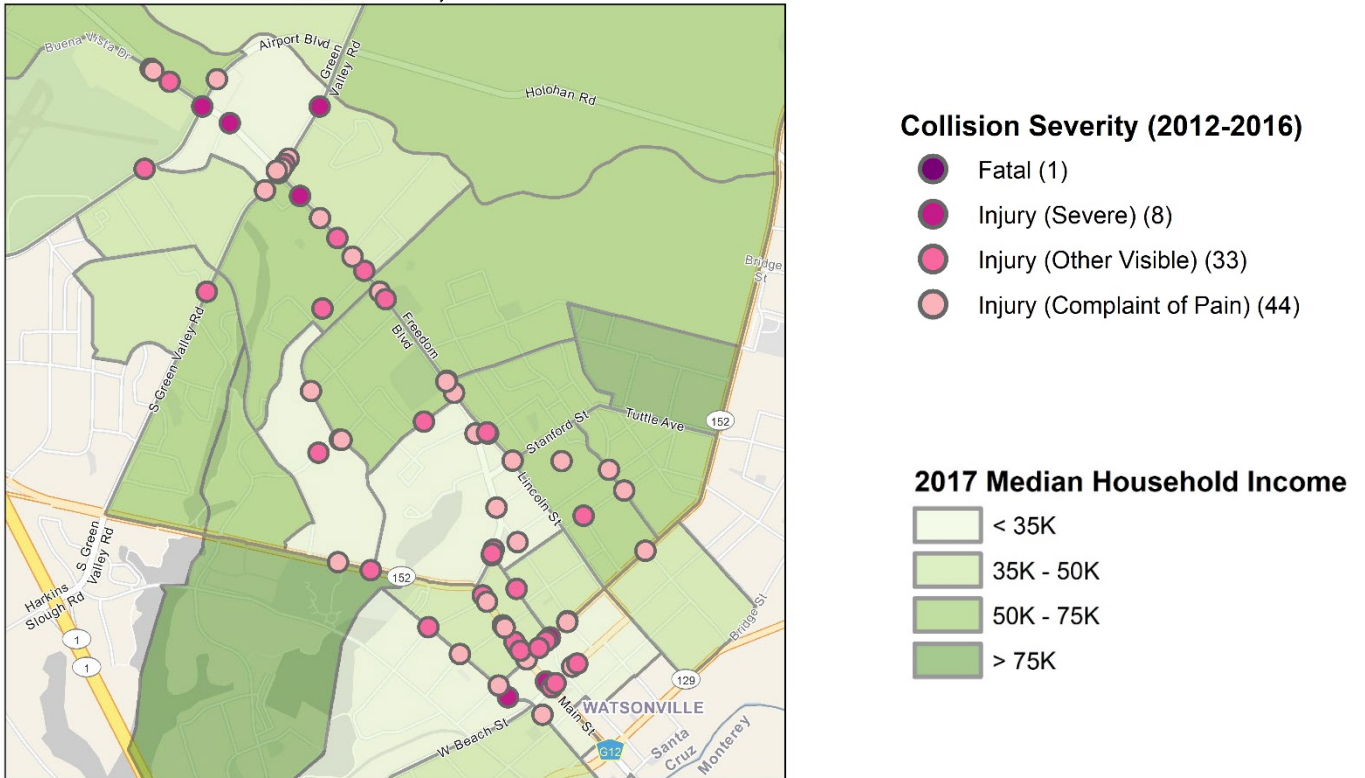 Buena Vista Dr
Airport Blvd
Green
Valley Rd
Holohan Rd
Bridge
St
Freedom
Blvd
S Green Valley Rd
Stanford St
Tuttle Ave
152
Lincoln St
S Green
Valley Rd
Harkins
Slough Rd
152
1
1
Bridge St
129
WATSONVILLE
Main St
W Beach St
G12
Santa
Cruz
Monterey
Collision Severity (2012-2016)
Fatal (1)
Injury (Severe) (8)
Injury (Other Visible) (33)
Injury (Complaint of Pain) (44)
2017 Median Household Income
< 35K
35K - 50K
50K - 75K
> 75K